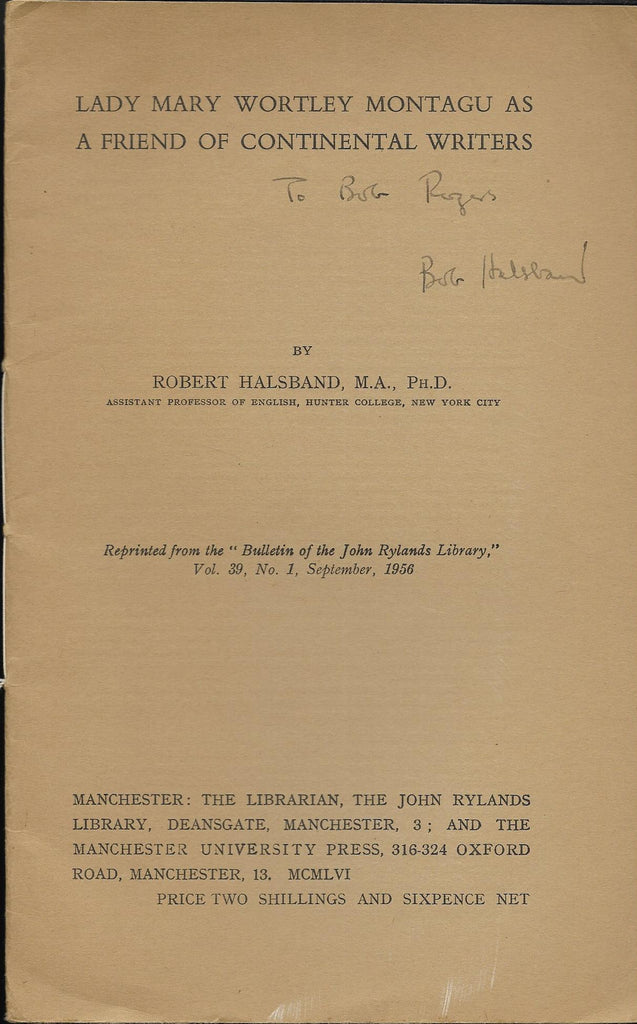 LADY MARY WORTLEY MONTAGU AS
A FRIEND OF CONTINENTAL WRITERS
To Bob Rogers
Bob Halsband
BY
ROBERT HALSBAND, M.A., PH.D.
ASSISTANT PROFESSOR OF ENGLISH, HUNTER COLLEGE, NEW YORK CITY
Reprinted from the “ Bulletin of the John Rylands Library,”
Vol. 39, No. 1, September, 1956
MANCHESTER: THE LIBRARIAN, THE JOHN RYLANDS
LIBRARY, DEANSGATE, MANCHESTER, 3 ; AND THE
MANCHESTER UNIVERSITY PRESS, 316-324 OXFORD
ROAD, MANCHESTER, 13. MCMLVI
PRICE TWO SHILLINGS AND SIXPENCE NET